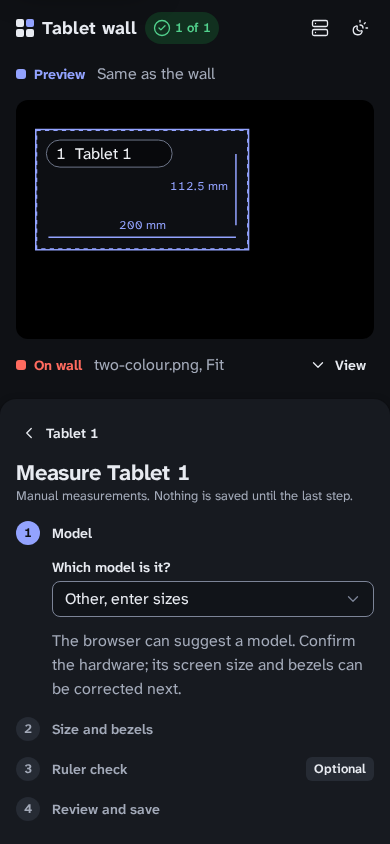 Tablet wall
1 of 1
Preview Same as the wall
1 Tablet 1
112.5 mm
200 mm
On wall two-colour.png, Fit
View
Tablet 1
Measure Tablet 1
Manual measurements. Nothing is saved until the last step.
1 Model
Which model is it?
Other, enter sizes
The browser can suggest a model. Confirm
the hardware; its screen size and bezels can
be corrected next.
2 Size and bezels
3 Ruler check Optional
4 Review and save